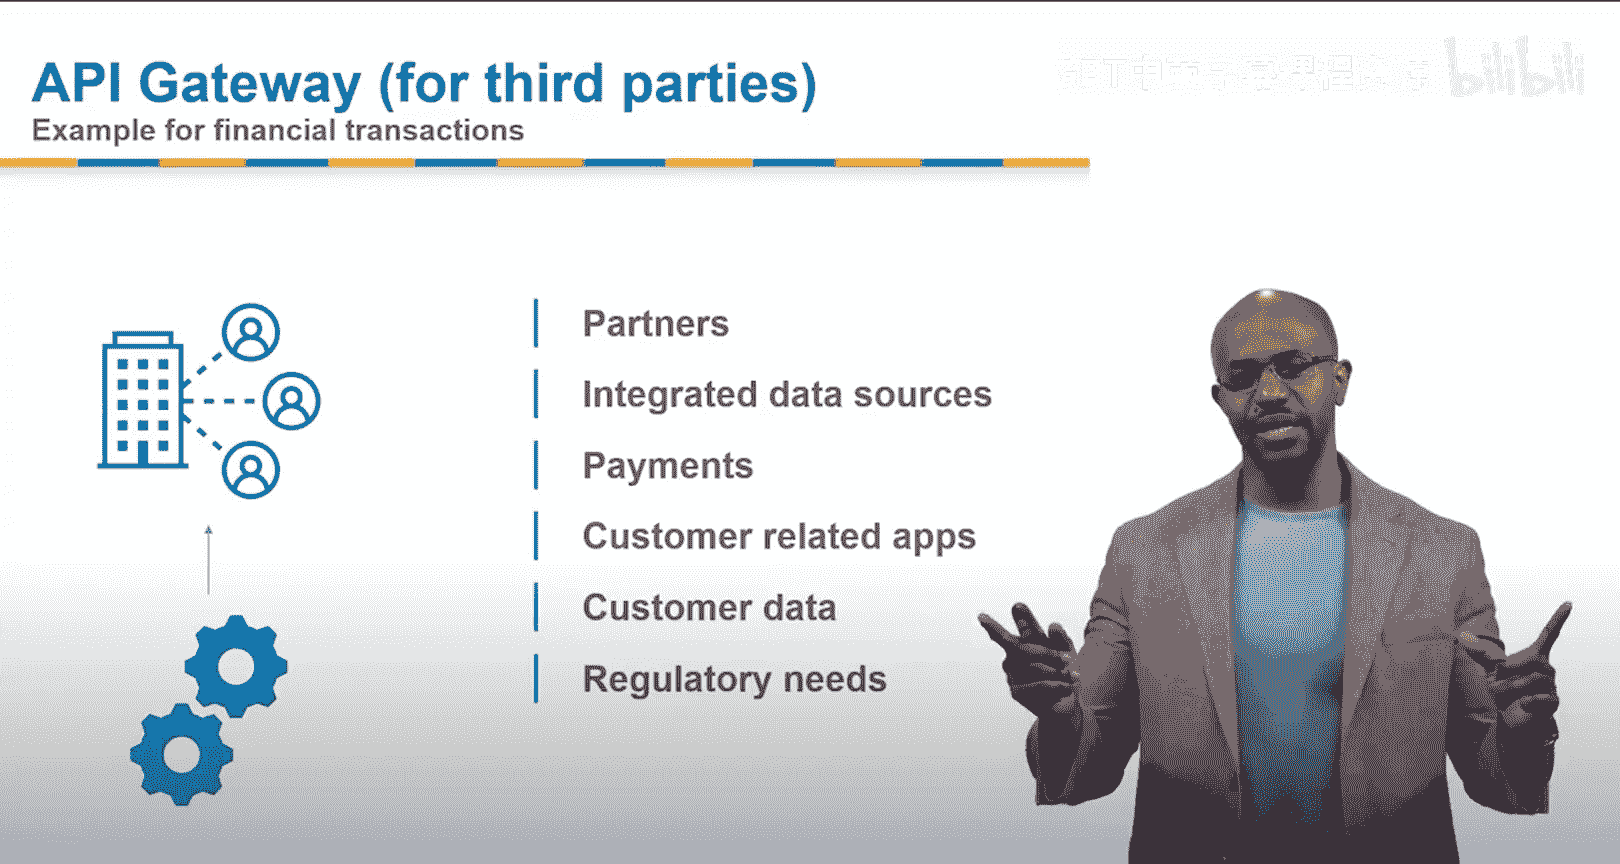 API Gateway (for third parties)
Example for financial transactions
bilibili
Partners
Integrated data sources
Payments
Customer related apps
Customer data
Regulatory needs